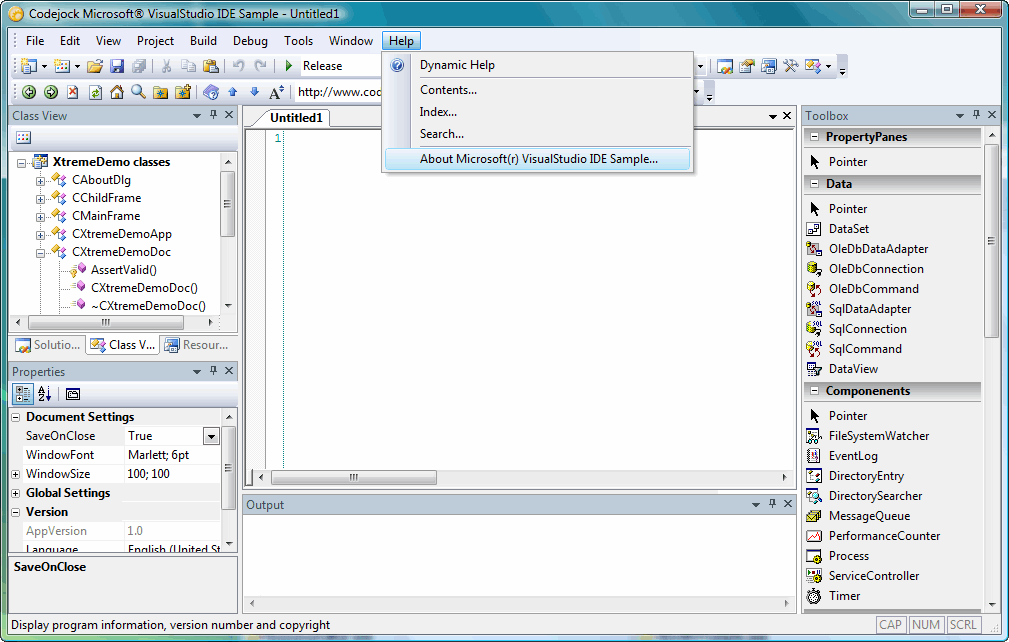 Codejock Microsoft® VisualStudio IDE Sample - Untitled1
File Edit View Project Build Debug Tools Window Help
Release
http://www.coc
Dynamic Help
Contents...
Index...
Search...
About Microsoft(r) VisualStudio IDE Sample...
Class View
XtremeDemo classes
CAboutDlg
CChildFrame
CMainFrame
CXtremeDemoApp
CXtremeDemoDoc
AssertValid()
CXtremeDemoDoc()
~CXtremeDemoDoc()
Solutio... Class V... Resour...
Properties
Document Settings
SaveOnClose True
WindowFont Marlett; 6pt
WindowSize 100; 100
Global Settings
Version
AppVersion 1.0
Language English (United St
SaveOnClose
Untitled1
1
Output
Toolbox
PropertyPanes
Pointer
Data
Pointer
DataSet
OleDbDataAdapter
OleDbConnection
OleDbCommand
SqlDataAdapter
SqlConnection
SqlCommand
DataView
Componenents
Pointer
FileSystemWatcher
EventLog
DirectoryEntry
DirectorySearcher
MessageQueue
PerformanceCounter
Process
ServiceController
Timer
Display program information, version number and copyright
CAP NUM SCRL